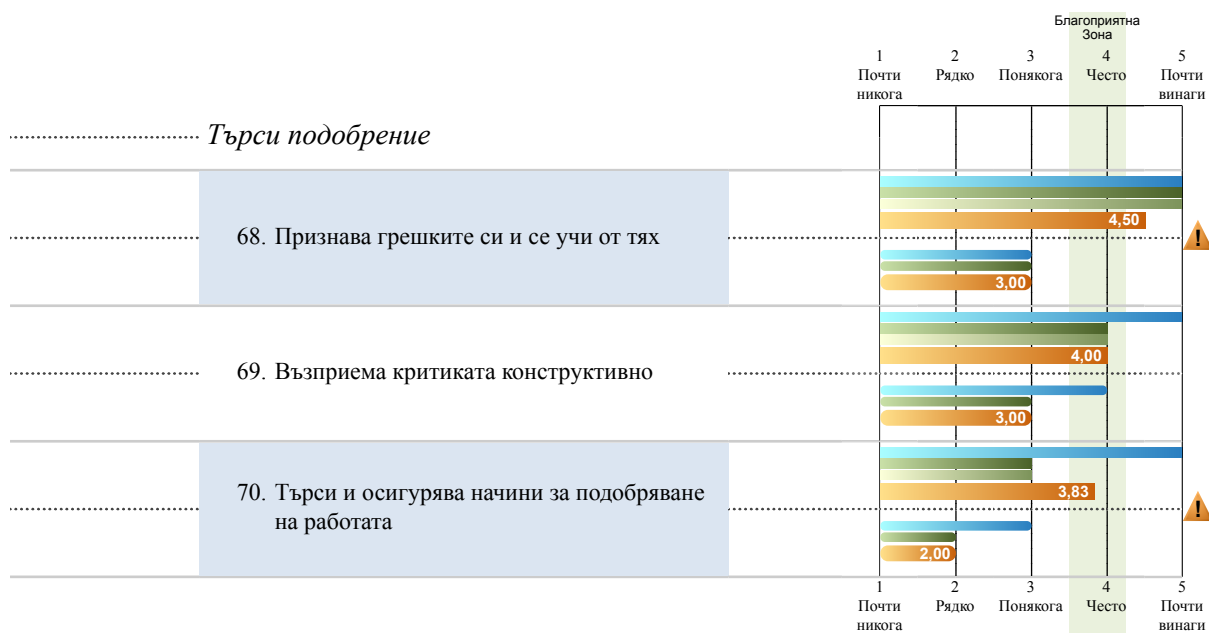 Благоприятна
Зона
1 2 3 4 5
Почти Рядко Понякога Често Почти
никога винаги
Търси подобрение
68. Признава грешките си и се учи от тях
4,50
!
3,00
69. Възприема критиката конструктивно
4,00
3,00
70. Търси и осигурява начини за подобряване
на работата
3,83
!
2,00
1 2 3 4 5
Почти Рядко Понякога Често Почти
никога винаги